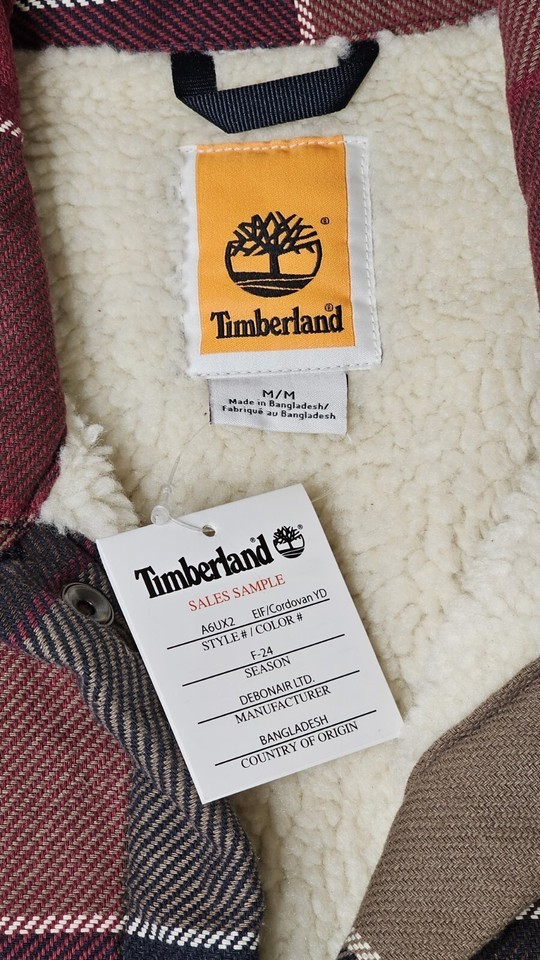 ®
Timberland®
M/M
Made in Bangladesh/
Fabriqué au Bangladesh
Timberland®
®
SALES SAMPLE
A6UX2 EIF/Cordovan YD
STYLE # / COLOR #
F-24
SEASON
DEBONAIR LTD.
MANUFACTURER
BANGLADESH
COUNTRY OF ORIGIN